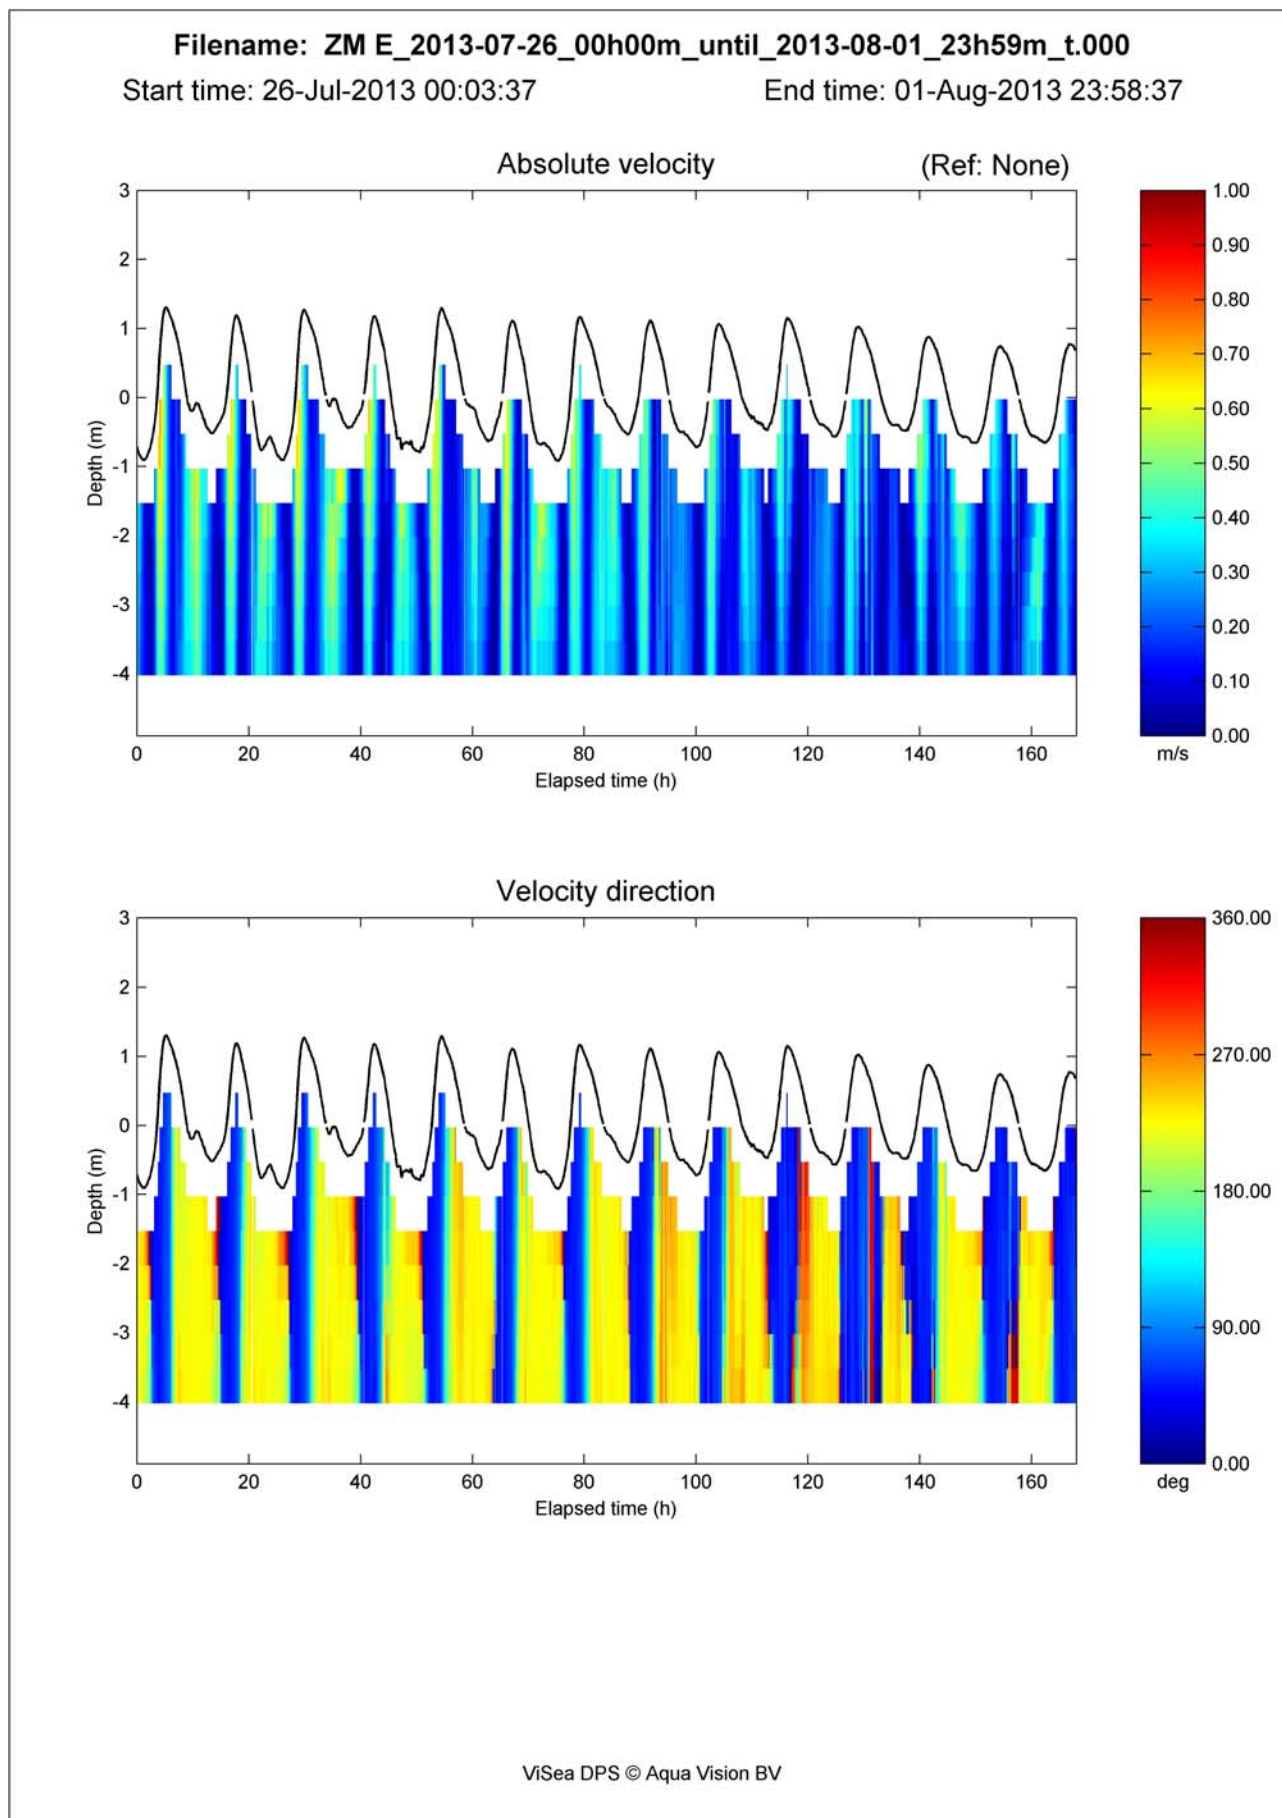 Filename: ZM E_2013-07-26_00h00m_until_2013-08-01_23h59m_t.000
Start time: 26-Jul-2013 00:03:37 End time: 01-Aug-2013 23:58:37
Absolute velocity (Ref: None)
3
2
1
0
-1
-2
-3
-4
Depth (m)
0 20 40 60 80 100 120 140 160
Elapsed time (h)
1.00
0.90
0.80
0.70
0.60
0.50
0.40
0.30
0.20
0.10
0.00
m/s
Velocity direction
3
2
1
0
-1
-2
-3
-4
Depth (m)
0 20 40 60 80 100 120 140 160
Elapsed time (h)
360.00
270.00
180.00
90.00
0.00
deg
ViSea DPS © Aqua Vision BV